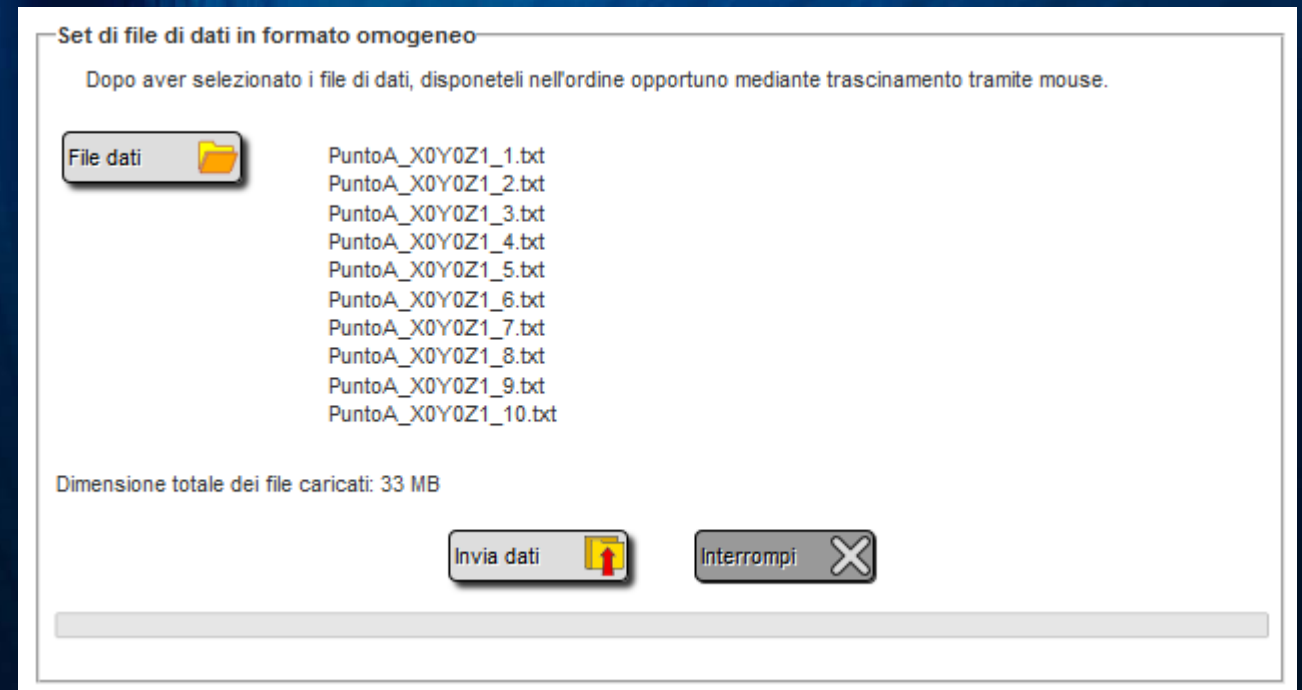 Set di file di dati in formato omogeneo
Dopo aver selezionato i file di dati, disponeteli nell'ordine opportuno mediante trascinamento tramite mouse.
File dati
PuntoA_X0Y0Z1_1.txt
PuntoA_X0Y0Z1_2.txt
PuntoA_X0Y0Z1_3.txt
PuntoA_X0Y0Z1_4.txt
PuntoA_X0Y0Z1_5.txt
PuntoA_X0Y0Z1_6.txt
PuntoA_X0Y0Z1_7.txt
PuntoA_X0Y0Z1_8.txt
PuntoA_X0Y0Z1_9.txt
PuntoA_X0Y0Z1_10.txt
Dimensione totale dei file caricati: 33 MB
Invia dati
Interrompi